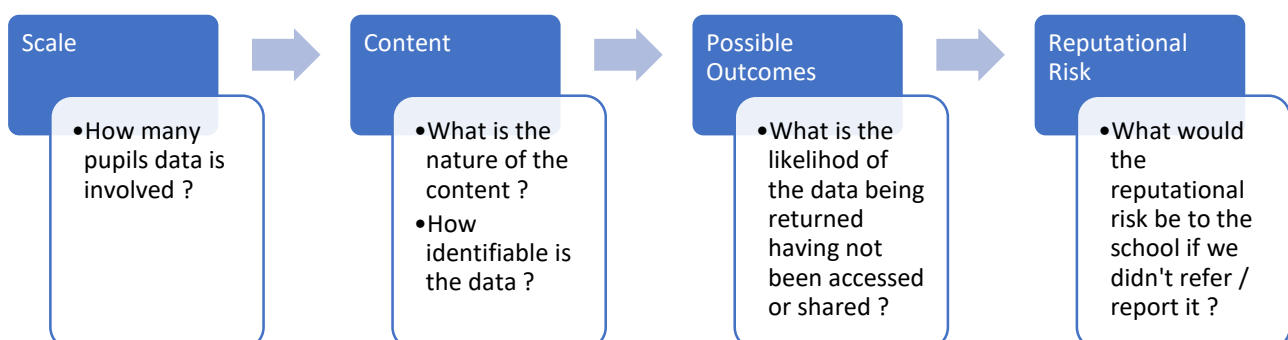 Scale
•How many
pupils data is
involved ?
Content
•What is the
nature of the
content ?
•How
identifiable is
the data ?
Possible
Outcomes
•What is the
likelihod of
the data being
returned
having not
been accessed
or shared ?
Reputational
Risk
•What would
the
reputational
risk be to the
school if we
didn't refer /
report it ?